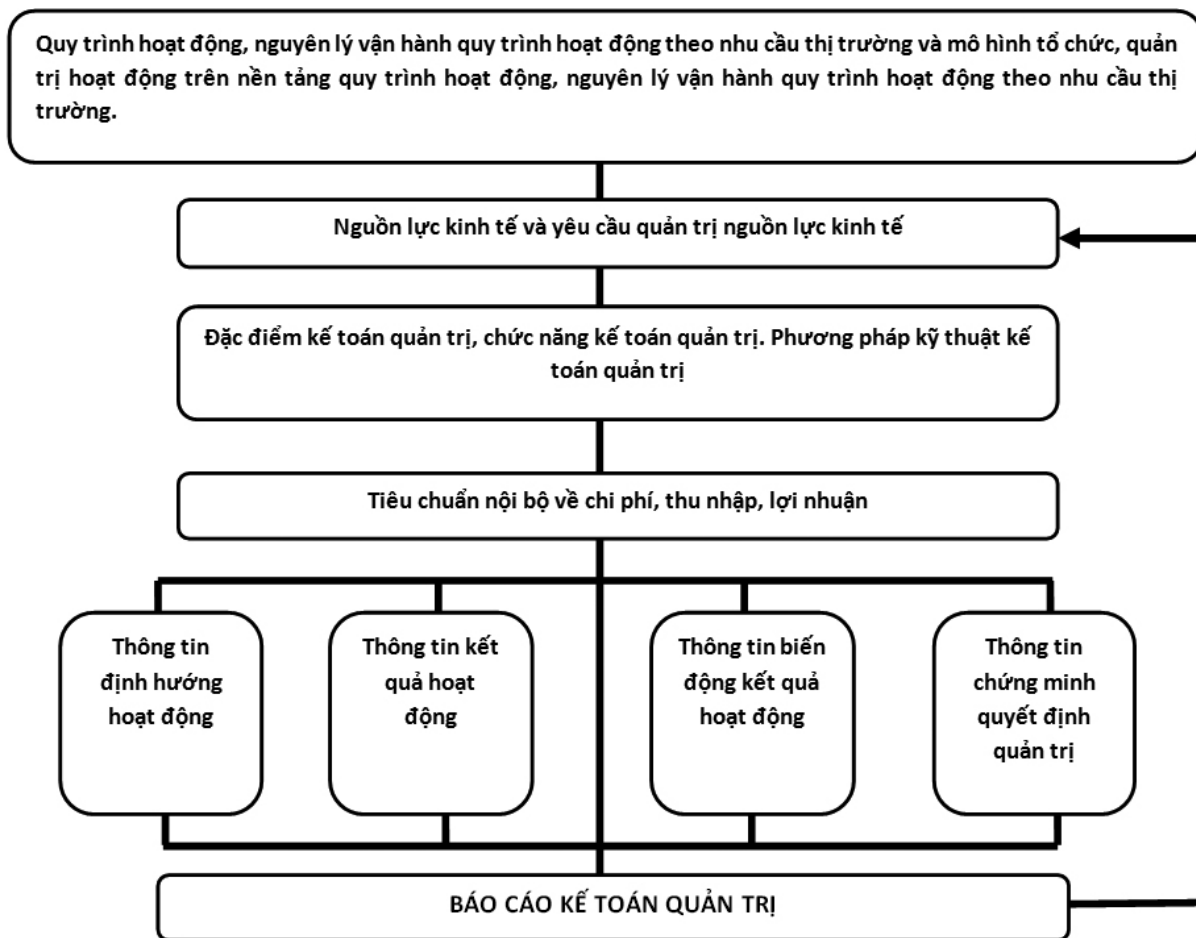 Quy trình hoạt động, nguyên lý vận hành quy trình hoạt động theo nhu cầu thị trường và mô hình tổ chức, quản
trị hoạt động trên nền tảng quy trình hoạt động, nguyên lý vận hành quy trình hoạt động theo nhu cầu thị
trường.
Nguồn lực kinh tế và yêu cầu quản trị nguồn lực kinh tế
Đặc điểm kế toán quản trị, chức năng kế toán quản trị. Phương pháp kỹ thuật kế
toán quản trị
Tiêu chuẩn nội bộ về chi phí, thu nhập, lợi nhuận
Thông tin
định hướng
hoạt động
Thông tin kết
quả hoạt
động
Thông tin biến
động kết quả
hoạt động
Thông tin
chứng minh
quyết định
quản trị
BÁO CÁO KẾ TOÁN QUẢN TRỊ